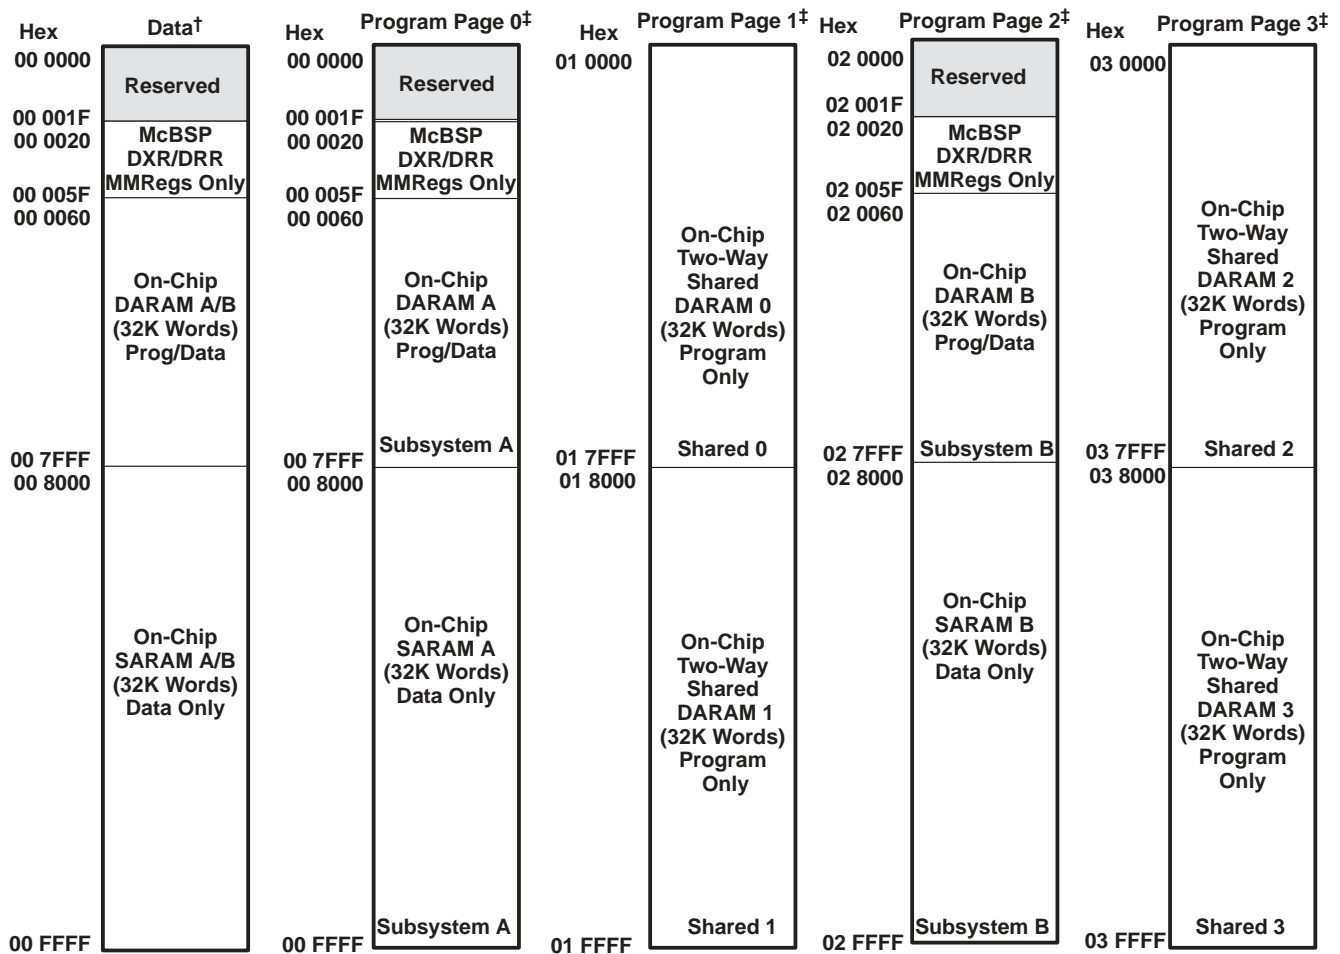 Hex
Data†
00 0000
Reserved
00 001F
00 0020
McBSP
DXR/DRR
MMRegs Only
00 005F
00 0060
On-Chip
DARAM A/B
(32K Words)
Prog/Data
00 7FFF
00 8000
On-Chip
SARAM A/B
(32K Words)
Data Only
00 FFFF
Hex
Program Page 0‡
00 0000
Reserved
00 001F
00 0020
McBSP
DXR/DRR
MMRegs Only
00 005F
00 0060
On-Chip
DARAM A
(32K Words)
Prog/Data
Subsystem A
00 7FFF
00 8000
On-Chip
SARAM A
(32K Words)
Data Only
Subsystem A
00 FFFF
Hex
Program Page 1‡
01 0000
On-Chip
Two-Way
Shared
DARAM 0
(32K Words)
Program
Only
Shared 0
01 7FFF
01 8000
On-Chip
Two-Way
Shared
DARAM 1
(32K Words)
Program
Only
Shared 1
01 FFFF
Hex
Program Page 2‡
02 0000
Reserved
02 001F
02 0020
McBSP
DXR/DRR
MMRegs Only
02 005F
02 0060
On-Chip
DARAM B
(32K Words)
Prog/Data
Subsystem B
02 7FFF
02 8000
On-Chip
SARAM B
(32K Words)
Data Only
Subsystem B
02 FFFF
Hex
Program Page 3‡
03 0000
On-Chip
Two-Way
Shared
DARAM 2
(32K Words)
Program
Only
Shared 2
03 7FFF
03 8000
On-Chip
Two-Way
Shared
DARAM 3
(32K Words)
Program
Only
Shared 3
03 FFFF